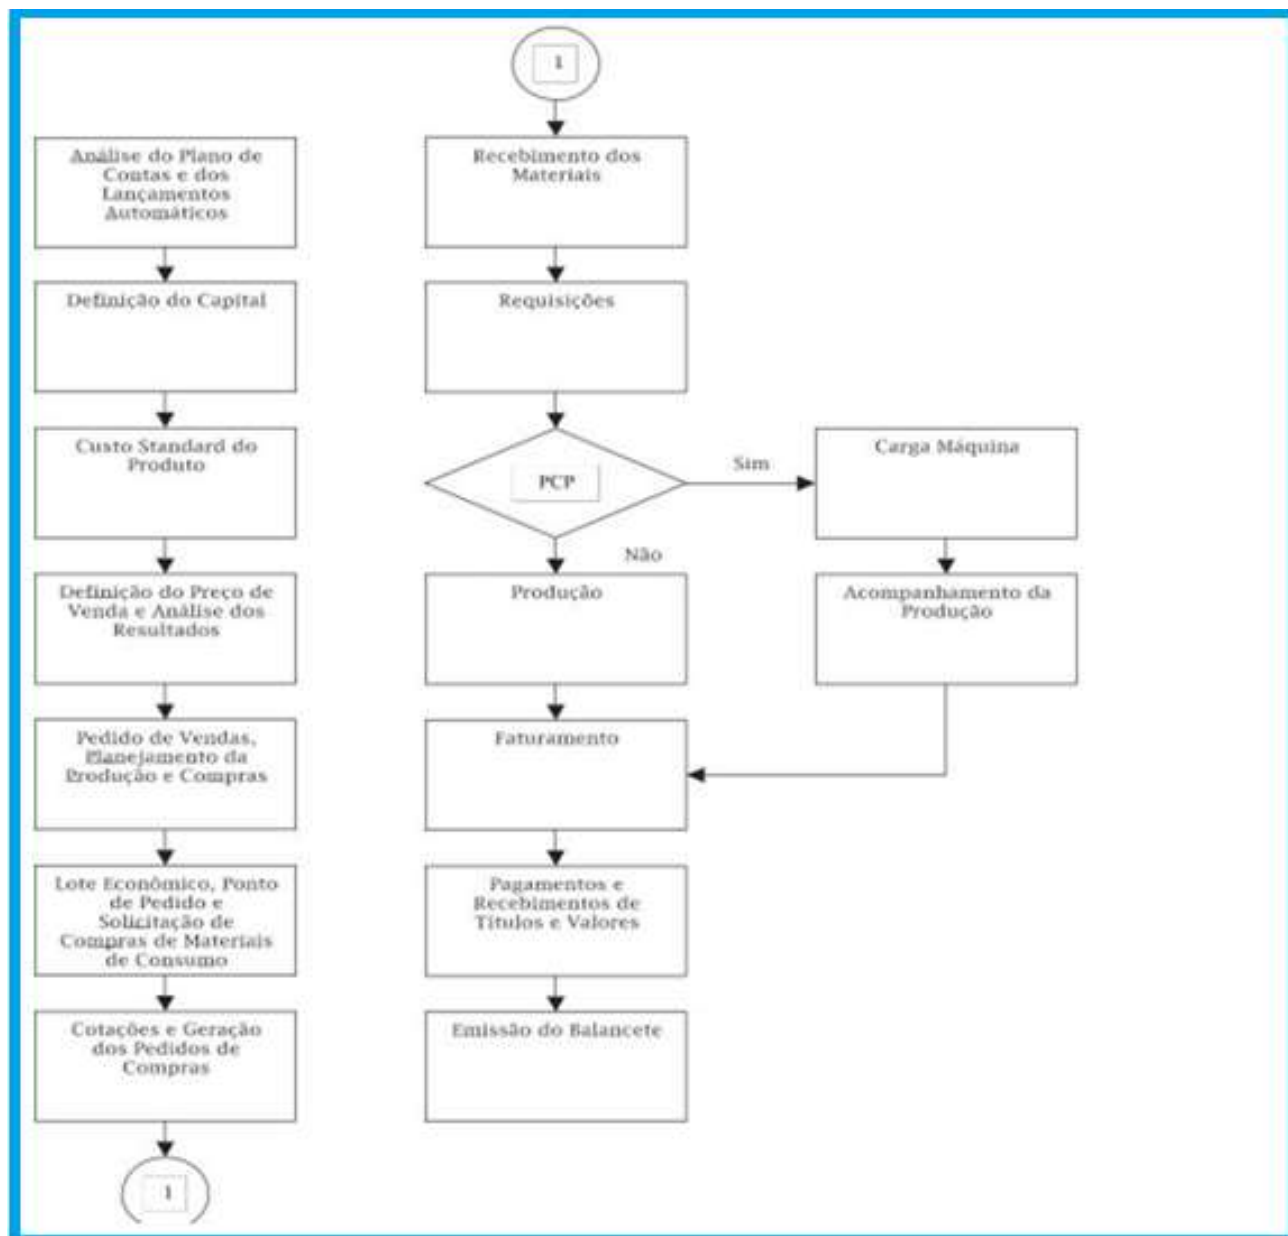 Análise do Plano de
Contas e dos
Lançamentos
Automáticos
Definição do Capital
Custo Standard do
Produto
Definição do Preço de
Venda e Análise dos
Resultados
Pedido de Vendas,
Planejamento da
Produção e Compras
Lote Econômico, Ponto
de Pedido e
Solicitação de
Compras de Materiais
de Consumo
Cotações e Geração
dos Pedidos de
Compras
1
1
Recebimento dos
Materiais
Requisições
PCP
Sim
Não
Carga Máquina
Acompanhamento da
Produção
Produção
Faturamento
Pagamentos e
Recebimentos de
Títulos e Valores
Emissão do Balancete